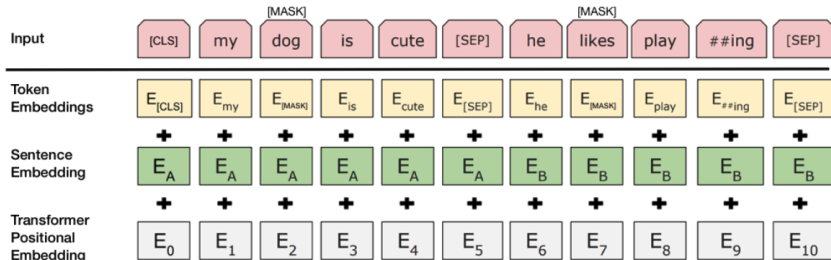 [MASK] [MASK]
Input [CLS] my dog is cute [SEP] he likes play ##ing [SEP]
Token Embeddings E[CLS] Emy E[MASK] Eis Ecute E[SEP] Ehe E[MASK] Eplay E##ing E[SEP]
+ + + + + + + + + + +
Sentence Embedding EA EA EA EA EA EA EB EB EB EB EB
+ + + + + + + + + + +
Transformer Positional Embedding E0 E1 E2 E3 E4 E5 E6 E7 E8 E9 E10